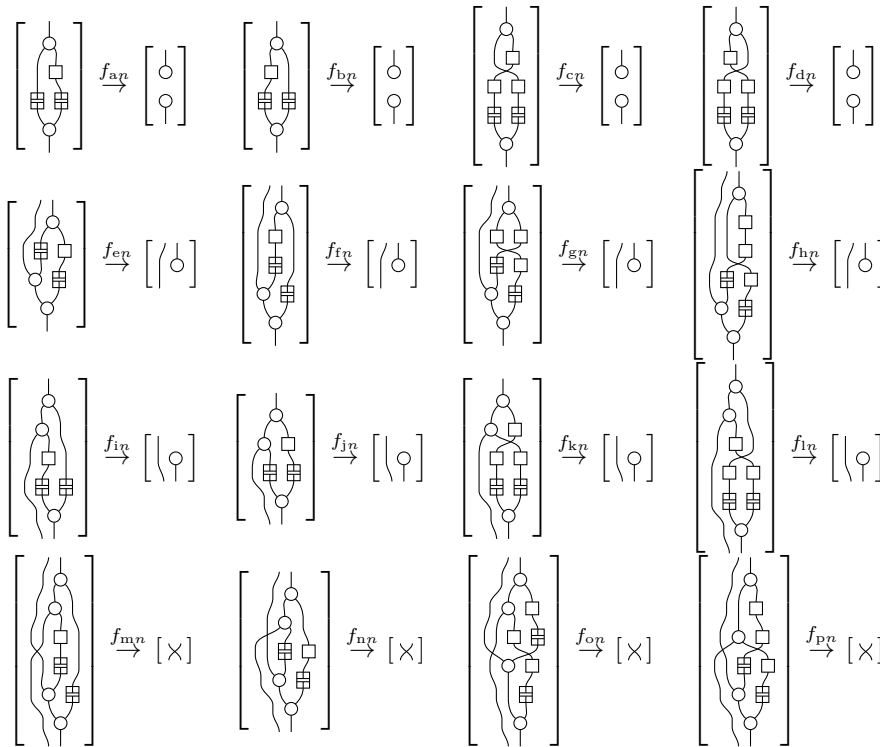 f_{an} f_{bn} f_{cn} f_{dn}
f_{en} f_{fn} f_{gn} f_{hn}
f_{in} f_{jn} f_{kn} f_{ln}
f_{mn} f_{nn} f_{on} f_{pn}